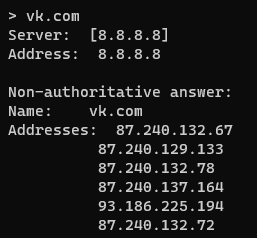 > vk.com
Server:  [8.8.8.8]
Address:  8.8.8.8

Non-authoritative answer:
Name:    vk.com
Addresses:  87.240.132.67
          87.240.129.133
          87.240.132.78
          87.240.137.164
          93.186.225.194
          87.240.132.72